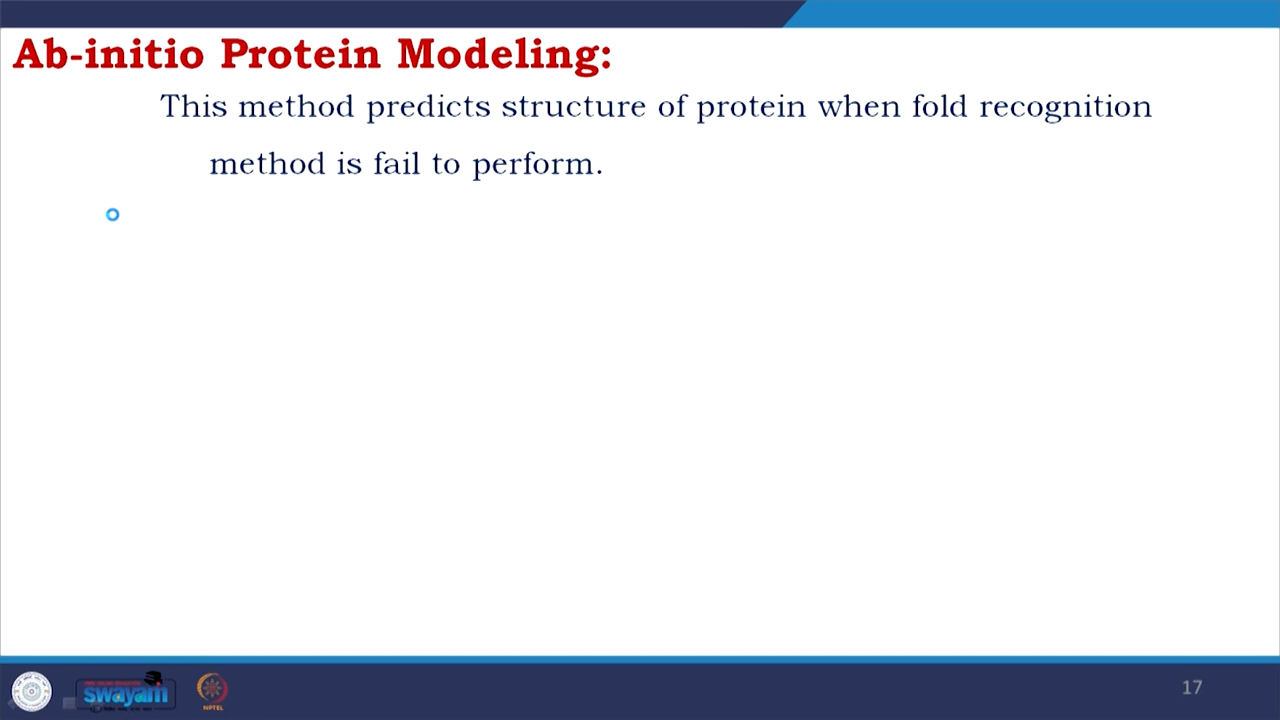 Ab-initio Protein Modeling:
This method predicts structure of protein when fold recognition
method is fail to perform.
swayam
NPTEL
17